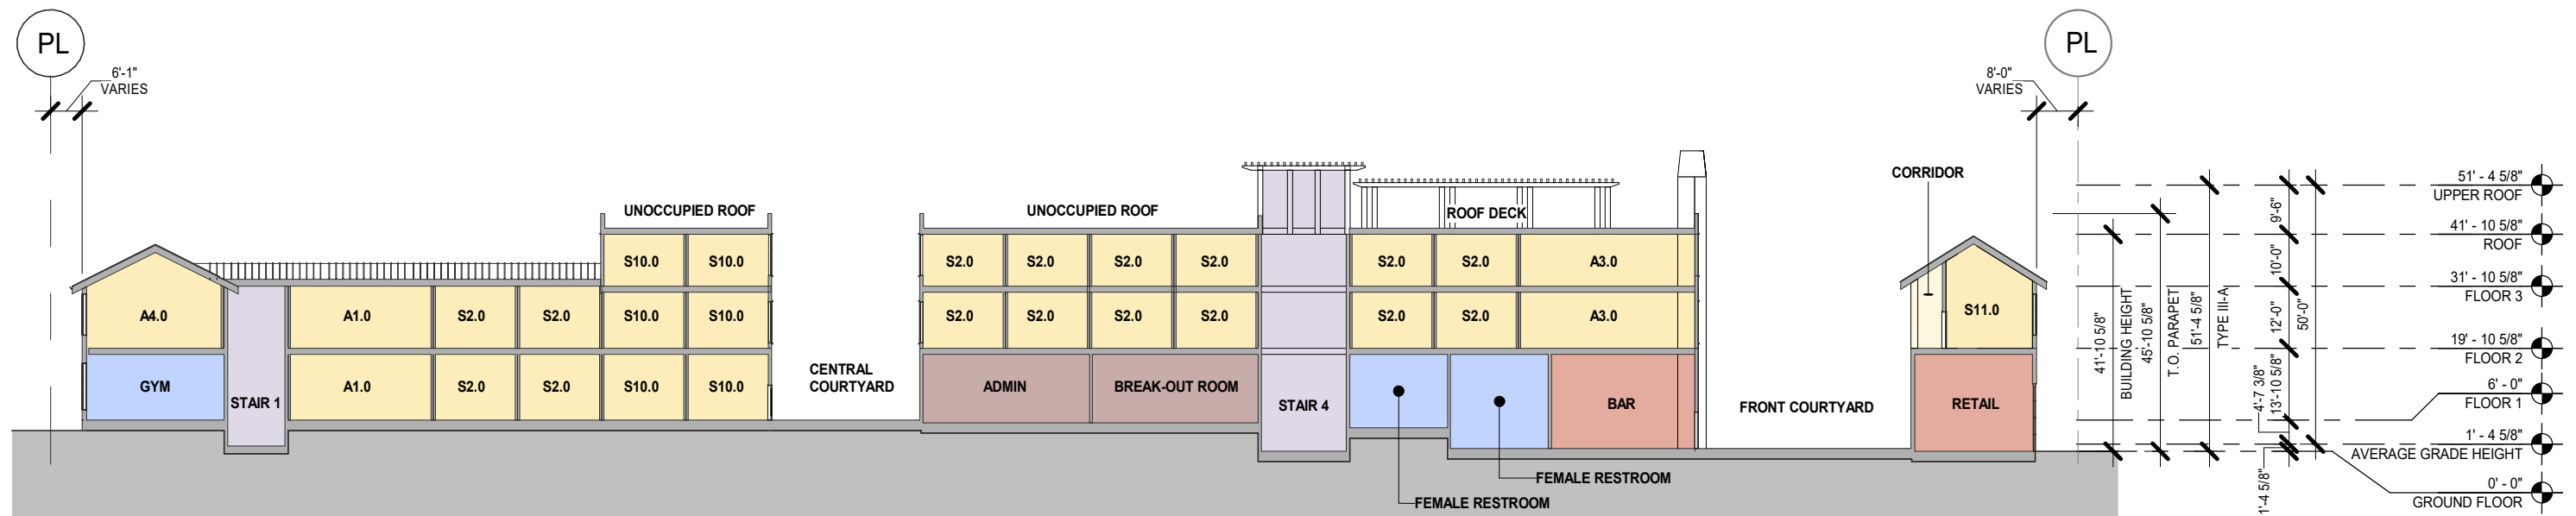 PL
PL
6'-1"
VARIES
8'-0"
VARIES
CORRIDOR
UNOCCUPIED ROOF
UNOCCUPIED ROOF
ROOF DECK
S10.0
S10.0
S2.0
S2.0
S2.0
S2.0
S2.0
S2.0
A3.0
A4.0
A1.0
S2.0
S2.0
S10.0
S10.0
S2.0
S2.0
S2.0
S2.0
S2.0
S2.0
A3.0
S11.0
GYM
STAIR 1
A1.0
S2.0
S2.0
S10.0
S10.0
CENTRAL
COURTYARD
ADMIN
BREAK-OUT ROOM
STAIR 4
BAR
FRONT COURTYARD
RETAIL
FEMALE RESTROOM
FEMALE RESTROOM
41'-10 5/8"
BUILDING HEIGHT
45'-10 5/8"
T.O. PARAPET
51'-4 5/8"
TYPE III-A
9'-6"
10'-0"
12'-0"
13'-10 5/8"
4'-7 3/8"
1'-4 5/8"
50'-0"
51' - 4 5/8"
UPPER ROOF
41' - 10 5/8"
ROOF
31' - 10 5/8"
FLOOR 3
19' - 10 5/8"
FLOOR 2
6' - 0"
FLOOR 1
1' - 4 5/8"
AVERAGE GRADE HEIGHT
0' - 0"
GROUND FLOOR